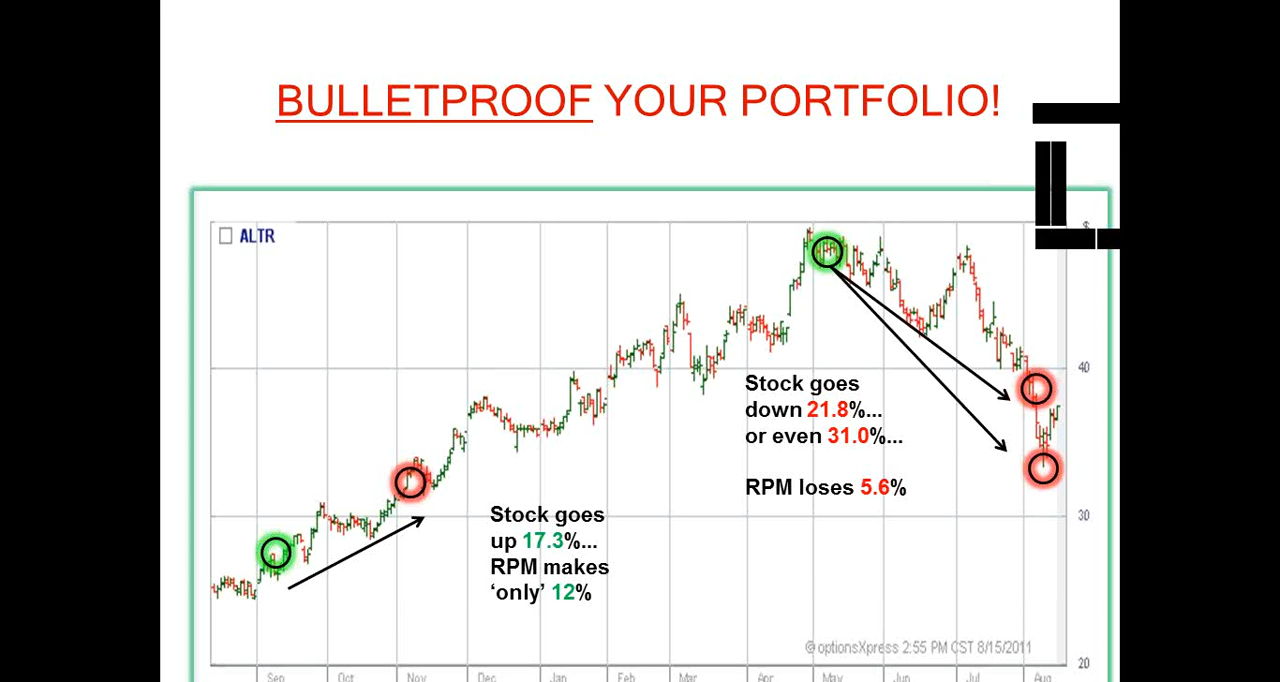 BULLETPROOF YOUR PORTFOLIO!
ALTR
$
40
Stock goes
down 21.8%...
or even 31.0%...
RPM loses 5.6%
30
Stock goes
up 17.3%...
RPM makes
‘only’ 12%
@ optionsXpress 2:55 PM CST 8/15/2011
20
Sep Oct Nov Dec Jan Feb Mar Apr May Jun Jul Aug